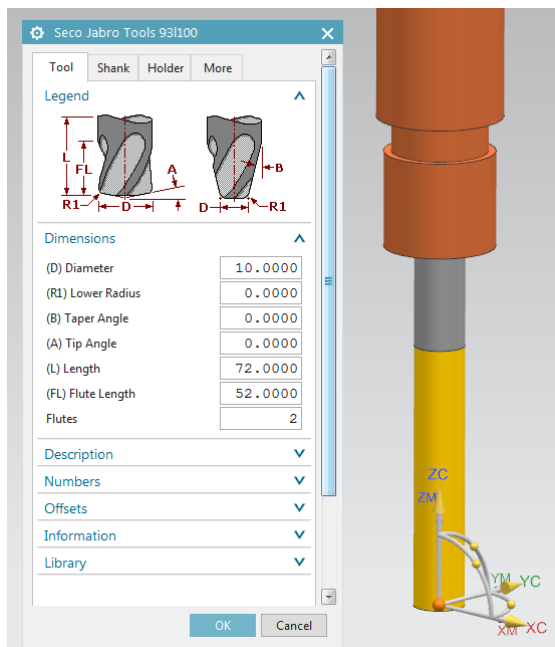 Seco Jabro Tools 93l100
Tool Shank Holder More
Legend
L FL R1 D A
B D R1
Dimensions
(D) Diameter 10.0000
(R1) Lower Radius 0.0000
(B) Taper Angle 0.0000
(A) Tip Angle 0.0000
(L) Length 72.0000
(FL) Flute Length 52.0000
Flutes 2
Description
Numbers
Offsets
Information
Library
OK Cancel
ZC
ZM
YM YC
XM XC